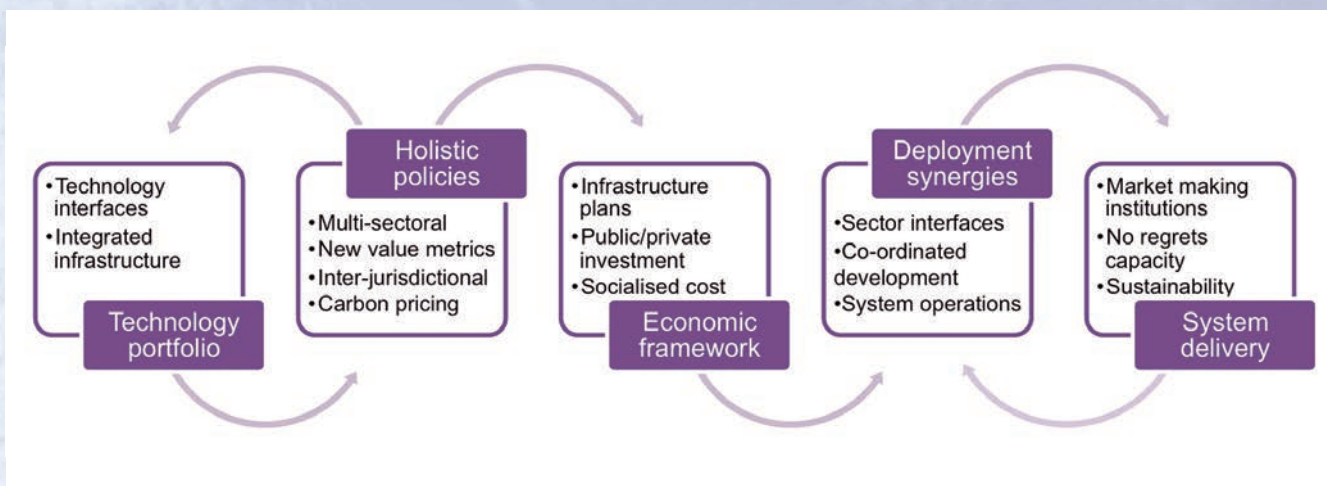 •Technology
interfaces
•Integrated
infrastructure
Technology
portfolio
Holistic
policies
•Multi-sectoral
•New value metrics
•Inter-jurisdictional
•Carbon pricing
•Infrastructure
plans
•Public/private
investment
•Socialised cost
Economic
framework
Deployment
synergies
•Sector interfaces
•Co-ordinated
development
•System operations
•Market making
institutions
•No regrets
capacity
•Sustainability
System
delivery